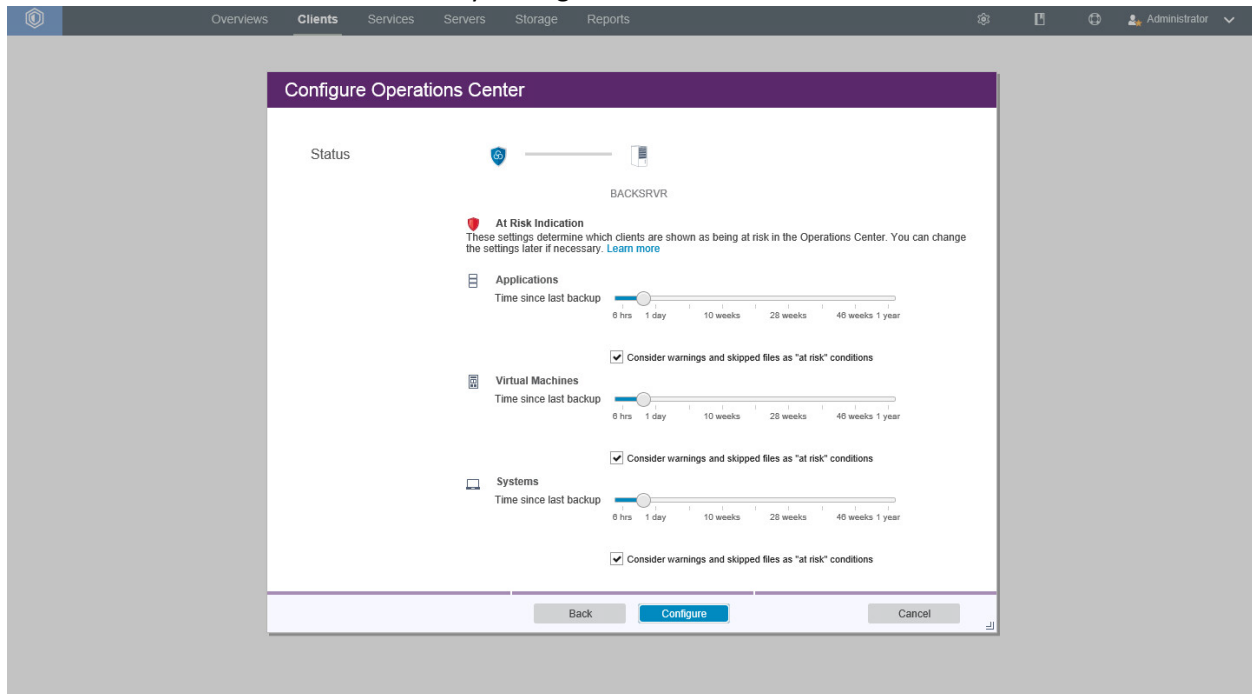 Overviews Clients Services Servers Storage Reports Administrator
Configure Operations Center
Status
BACKSRVR
At Risk Indication
These settings determine which clients are shown as being at risk in the Operations Center. You can change
the settings later if necessary. Learn more
Applications
Time since last backup
6 hrs 1 day 10 weeks 28 weeks 46 weeks 1 year
Consider warnings and skipped files as "at risk" conditions
Virtual Machines
Time since last backup
6 hrs 1 day 10 weeks 28 weeks 46 weeks 1 year
Consider warnings and skipped files as "at risk" conditions
Systems
Time since last backup
6 hrs 1 day 10 weeks 28 weeks 46 weeks 1 year
Consider warnings and skipped files as "at risk" conditions
Back Configure Cancel